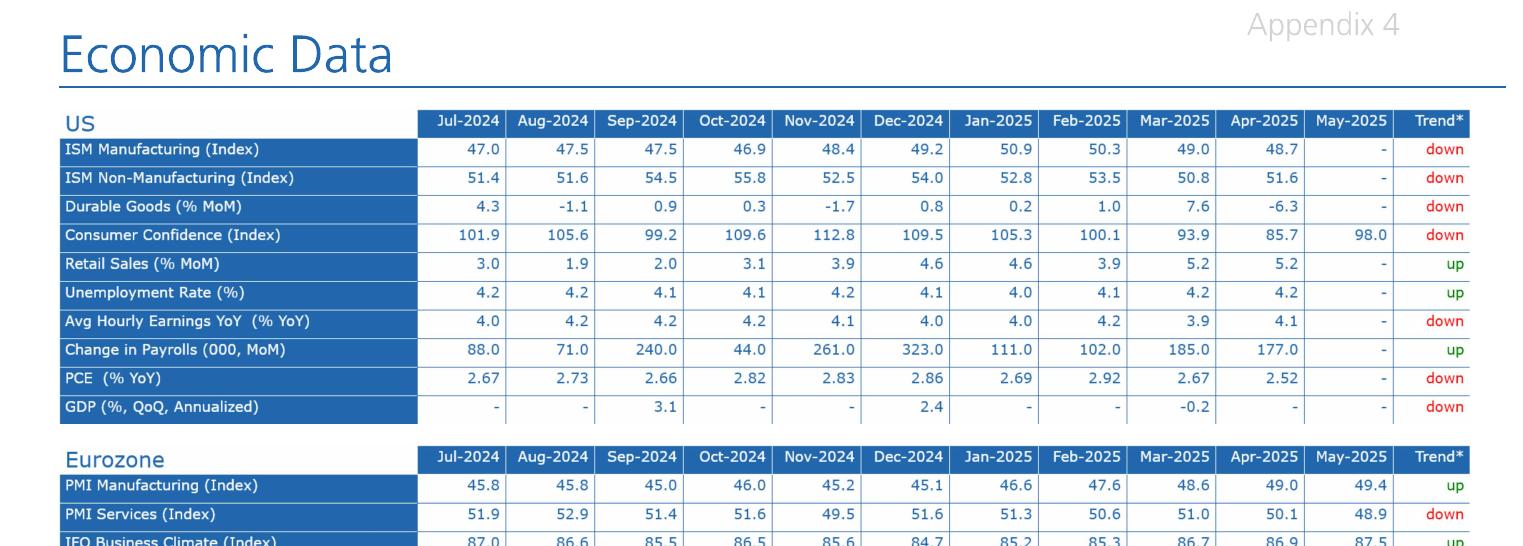 Appendix 4
Economic Data
US Jul-2024 Aug-2024 Sep-2024 Oct-2024 Nov-2024 Dec-2024 Jan-2025 Feb-2025 Mar-2025 Apr-2025 May-2025 Trend*
ISM Manufacturing (Index) 47.0 47.5 47.5 46.9 48.4 49.2 50.9 50.3 49.0 48.7 - down
ISM Non-Manufacturing (Index) 51.4 51.6 54.5 55.8 52.5 54.0 52.8 53.5 50.8 51.6 - down
Durable Goods (% MoM) 4.3 -1.1 0.9 0.3 -1.7 0.8 0.2 1.0 7.6 -6.3 - down
Consumer Confidence (Index) 101.9 105.6 99.2 109.6 112.8 109.5 105.3 100.1 93.9 85.7 98.0 down
Retail Sales (% MoM) 3.0 1.9 2.0 3.1 3.9 4.6 4.6 3.9 5.2 5.2 - up
Unemployment Rate (%) 4.2 4.2 4.1 4.1 4.2 4.1 4.0 4.1 4.2 4.2 - up
Avg Hourly Earnings YoY (% YoY) 4.0 4.2 4.2 4.2 4.1 4.0 4.0 4.2 3.9 4.1 - down
Change in Payrolls (000, MoM) 88.0 71.0 240.0 44.0 261.0 323.0 111.0 102.0 185.0 177.0 - up
PCE (% YoY) 2.67 2.73 2.66 2.82 2.83 2.86 2.69 2.92 2.67 2.52 - down
GDP (%, QoQ, Annualized) - - 3.1 - - 2.4 - - -0.2 - - down
Eurozone Jul-2024 Aug-2024 Sep-2024 Oct-2024 Nov-2024 Dec-2024 Jan-2025 Feb-2025 Mar-2025 Apr-2025 May-2025 Trend*
PMI Manufacturing (Index) 45.8 45.8 45.0 46.0 45.2 45.1 46.6 47.6 48.6 49.0 49.4 up
PMI Services (Index) 51.9 52.9 51.4 51.6 49.5 51.6 51.3 50.6 51.0 50.1 48.9 down
IFO Business Climate (Index) 87.0 86.6 85.5 86.5 85.6 84.7 85.2 85.3 86.7 86.9 87.5 up